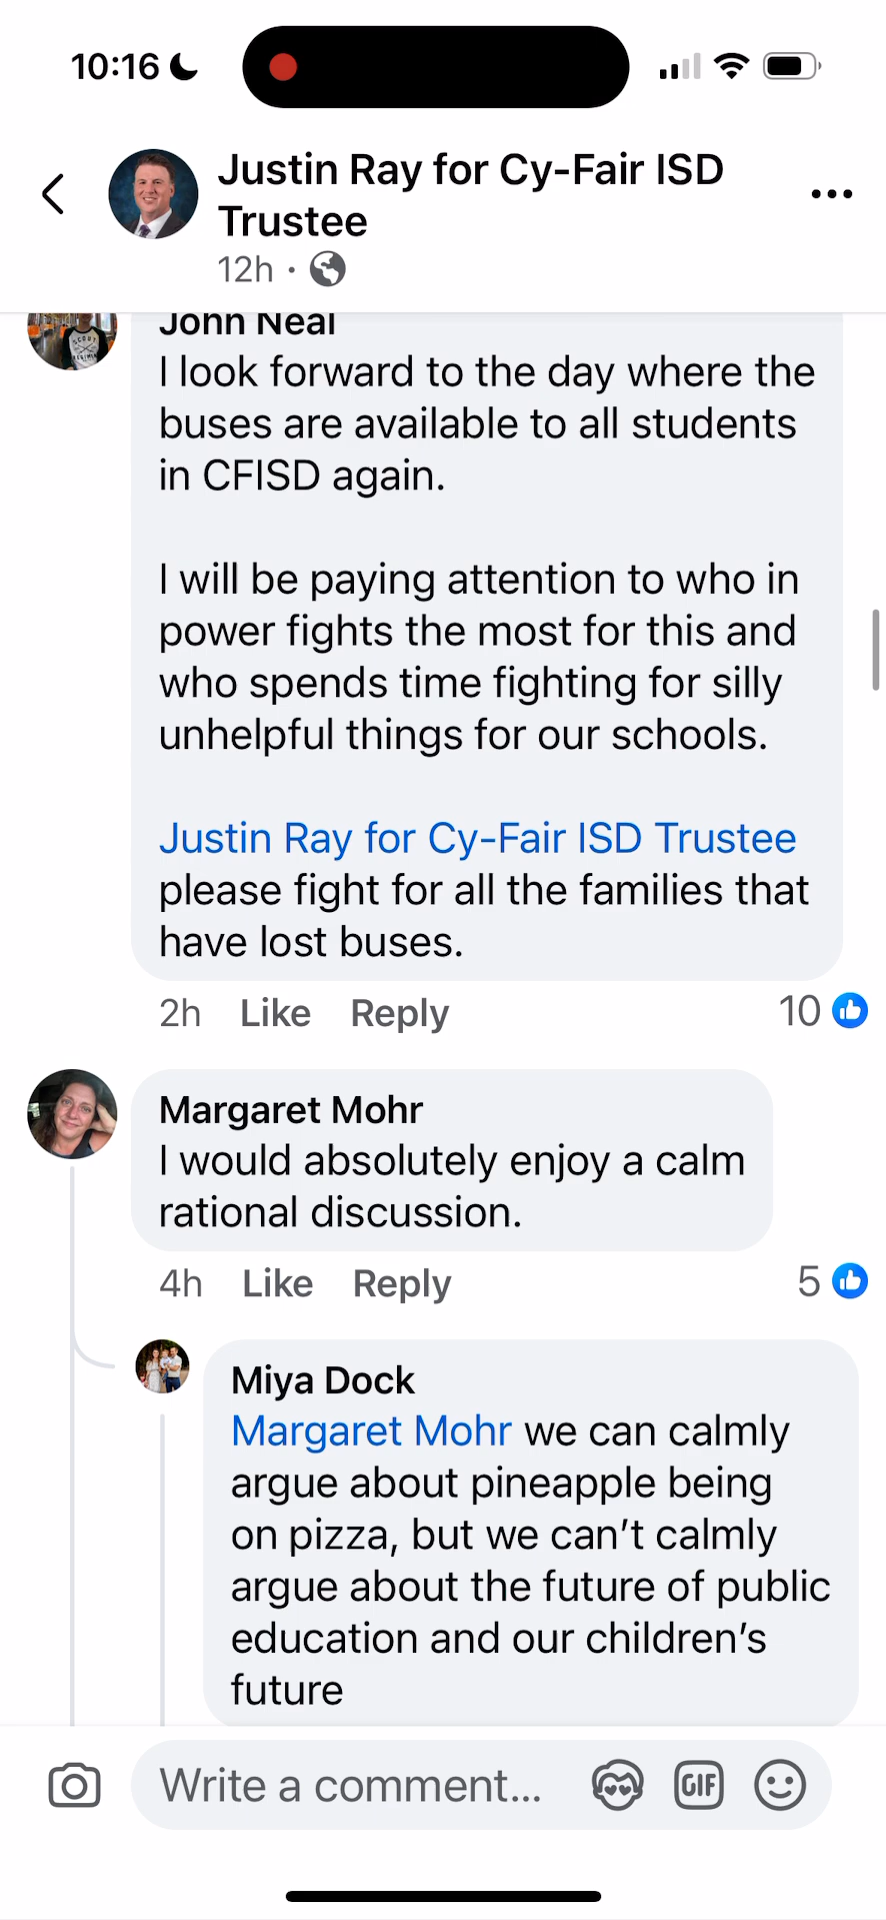 10:16
Justin Ray for Cy-Fair ISD
Trustee
12h ·
John Neal
I look forward to the day where the
buses are available to all students
in CFISD again.
I will be paying attention to who in
power fights the most for this and
who spends time fighting for silly
unhelpful things for our schools.
Justin Ray for Cy-Fair ISD Trustee
please fight for all the families that
have lost buses.
2h Like Reply 10
Margaret Mohr
I would absolutely enjoy a calm
rational discussion.
4h Like Reply 5
Miya Dock
Margaret Mohr we can calmly
argue about pineapple being
on pizza, but we can’t calmly
argue about the future of public
education and our children’s
future
Write a comment... GIF